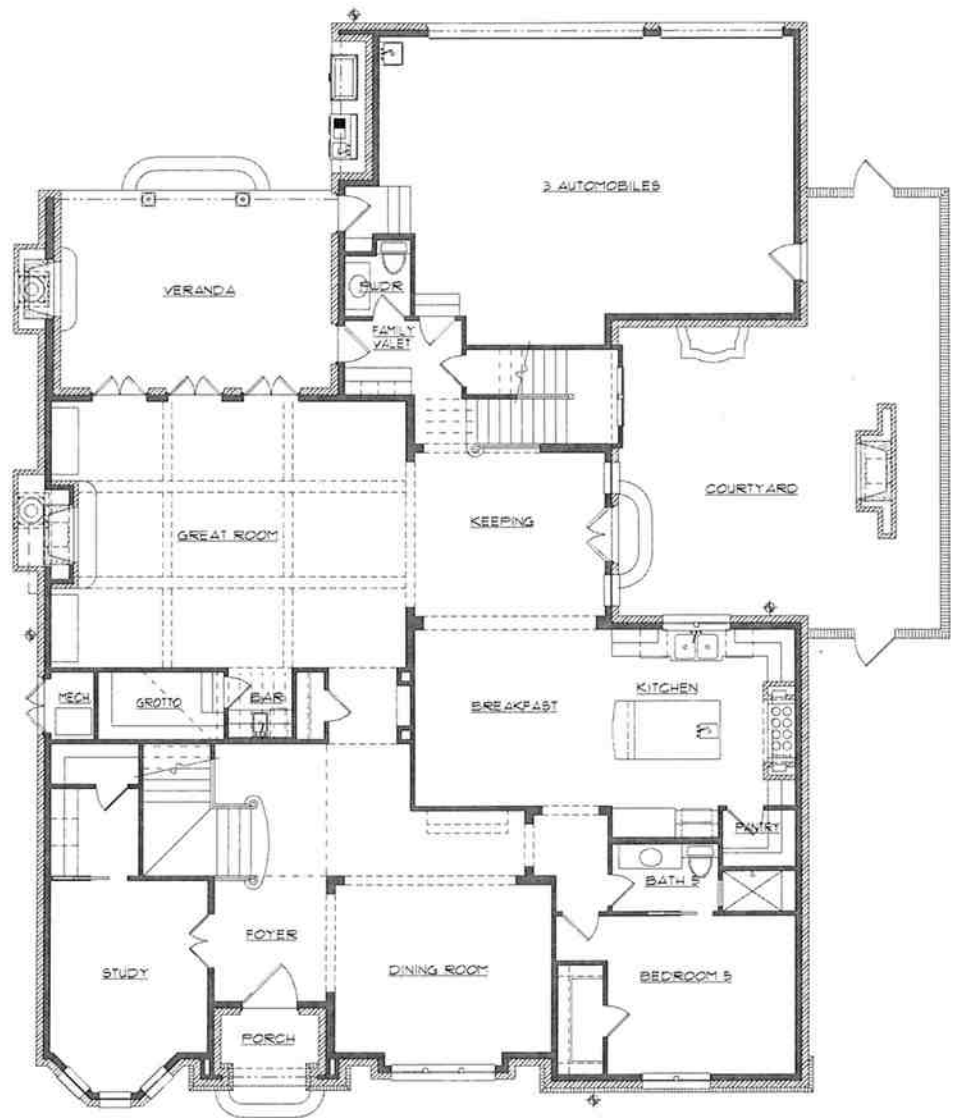 3 AUTOMOBILES
VERANDA
PWDR
FAMILY
VALET
COURTYARD
KEEPING
GREAT ROOM
MECH
GROTTO
BAR
BREAKFAST
KITCHEN
PANTRY
BATH 5
FOYER
STUDY
DINING ROOM
BEDROOM 5
PORCH